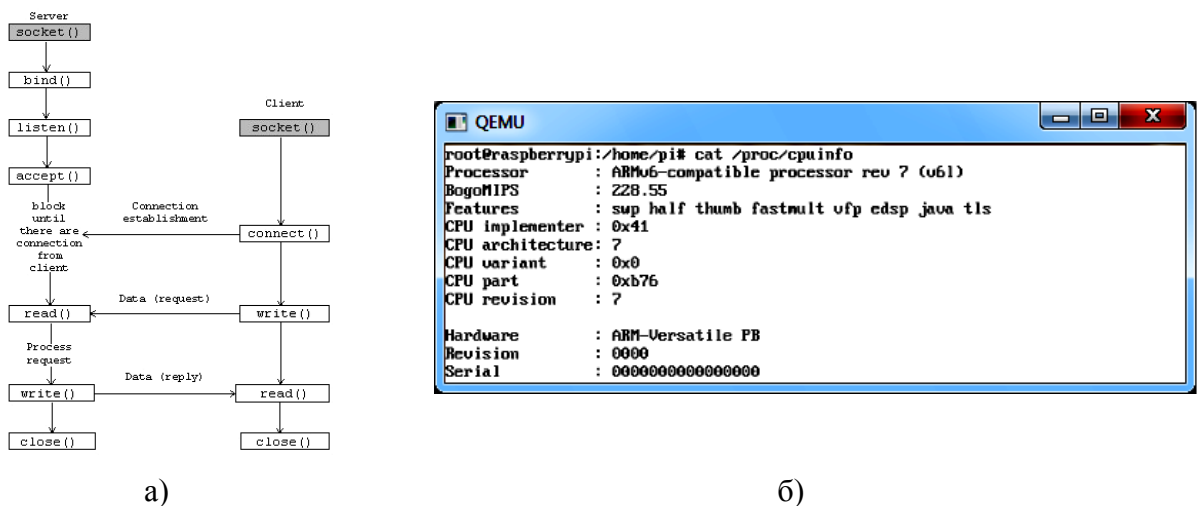 Server
socket()
bind()
listen()
accept()
block
until
there are
connection
from
client
read()
Process
request
write()
close()
Client
socket()
Connection
establishment
connect()
Data (request)
write()
Data (reply)
read()
close()
а)
QEMU
root@raspberrypi:/home/pi# cat /proc/cpuinfo
Processor : ARMv6-compatible processor rev 7 (v6l)
BogoMIPS : 228.55
Features : swp half thumb fastmult vfp edsp java tls
CPU implementer : 0x41
CPU architecture: 7
CPU variant : 0x0
CPU part : 0xb76
CPU revision : 7
Hardware : ARM-Versatile PB
Revision : 0000
Serial : 0000000000000000
б)